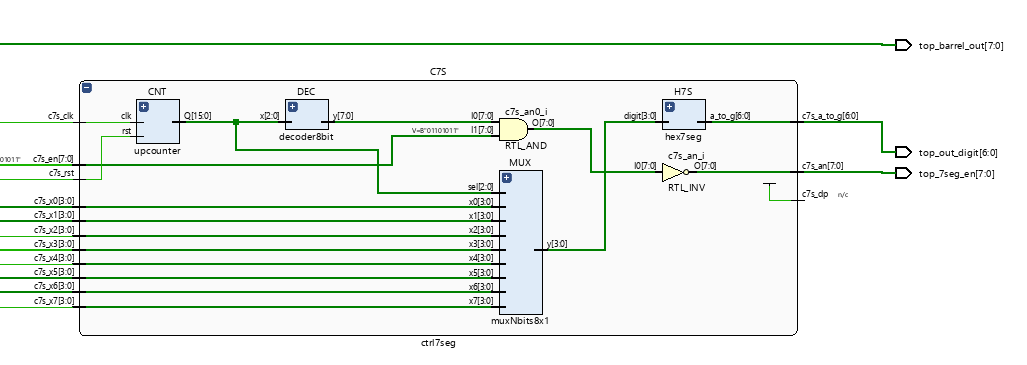 top_barrel_out[7:0]
C7S
CNT
DEC
H7S
c7s_clk
clk
Q[15:0]
x[2:0]
y[7:0]
rst
upcounter
decoder8bit
c7s_an0_i
I0[7:0]
V=B"01101011"
I1[7:0]
O[7:0]
RTL_AND
digit[3:0]
a_to_g[6:0]
hex7seg
c7s_a_to_g[6:0]
01011"
c7s_en[7:0]
c7s_rst
MUX
c7s_an_i
I0[7:0]
O[7:0]
RTL_INV
c7s_an[7:0]
c7s_dp
n/c
top_out_digit[6:0]
top_7seg_en[7:0]
sel[2:0]
c7s_x0[3:0]
x0[3:0]
c7s_x1[3:0]
x1[3:0]
c7s_x2[3:0]
x2[3:0]
c7s_x3[3:0]
x3[3:0]
y[3:0]
c7s_x4[3:0]
x4[3:0]
c7s_x5[3:0]
x5[3:0]
c7s_x6[3:0]
x6[3:0]
c7s_x7[3:0]
x7[3:0]
muxNbits8x1
ctrl7seg